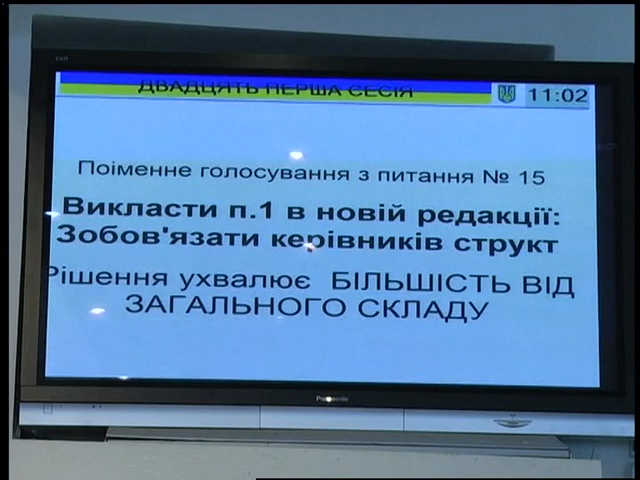 ДВАДЦЯТЬ ПЕРША СЕСІЯ
11:02
Поіменне голосування з питання № 15
Викласти п.1 в новій редакції:
Зобов'язати керівників структ
Рішення ухвалює БІЛЬШІСТЬ ВІД
ЗАГАЛЬНОГО СКЛАДУ
Panasonic